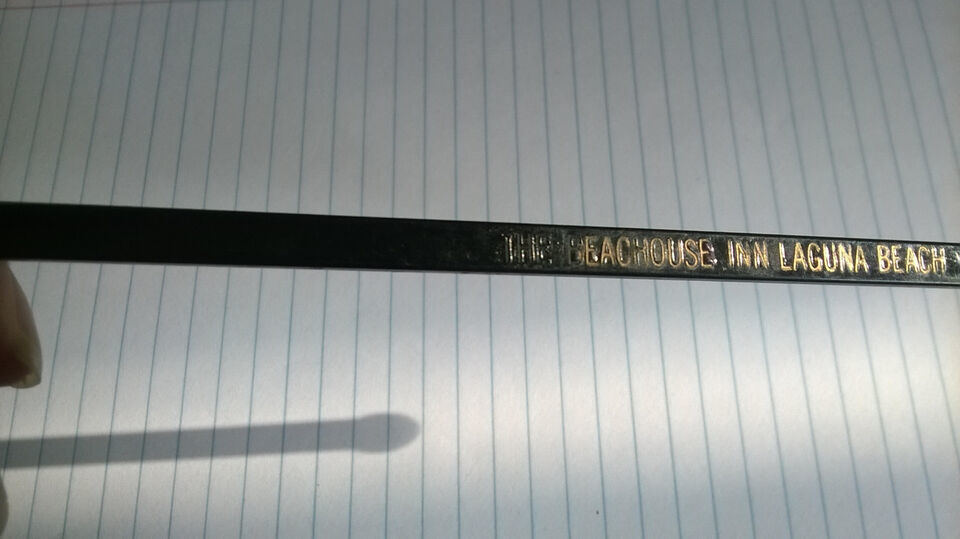 THE BEACHOUSE INN LAGUNA BEACH